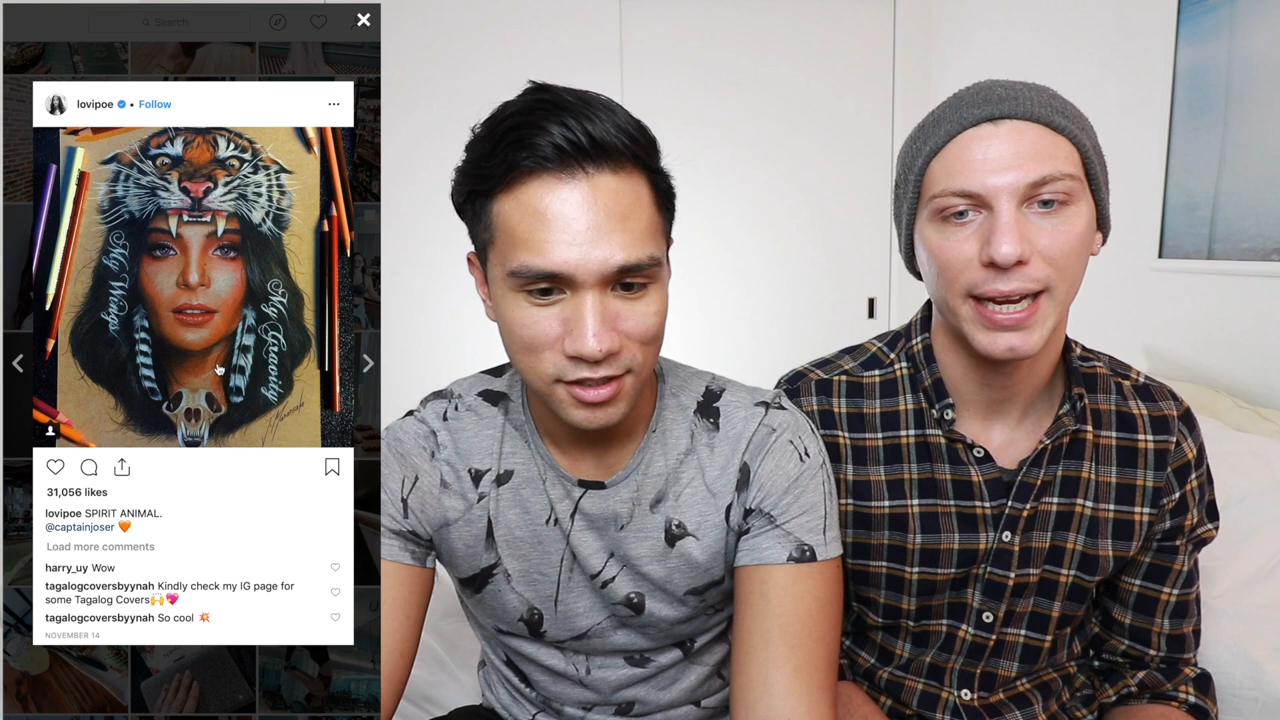 Search
lovipoe • Follow
My Wings
My Gravity
31,056 likes
lovipoe SPIRIT ANIMAL.
@captainjoser 🧡
Load more comments
harry_uy Wow
tagalogcoversbyynah Kindly check my IG page for
some Tagalog Covers🙌💖
tagalogcoversbyynah So cool 💥
NOVEMBER 14